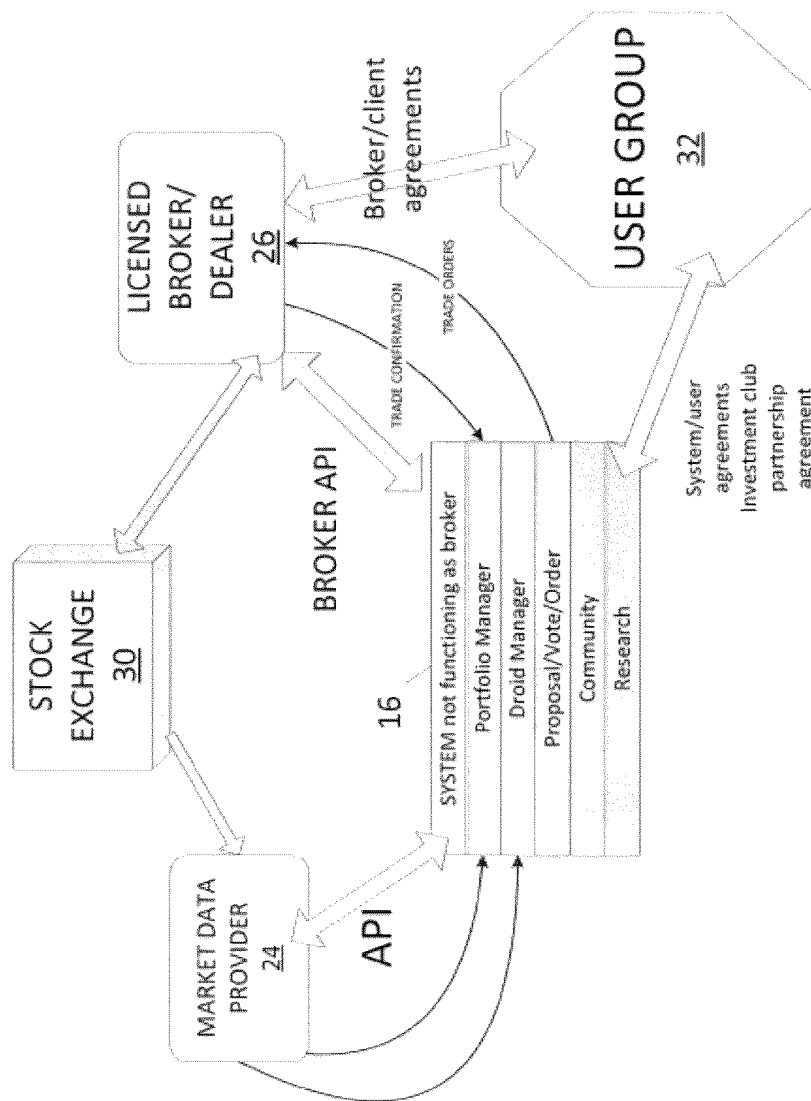 STOCK
EXCHANGE
30
MARKET DATA
PROVIDER
24
LICENSED
BROKER/
DEALER
26
API
BROKER API
16
TRADE CONFIRMATION
TRADE ORDERS
Broker/client
agreements
SYSTEM not functioning as broker
Portfolio Manager
Droid Manager
Proposal/Vote/Order
Community
Research
USER GROUP
32
System/user
agreements
Investment club
partnership
agreement